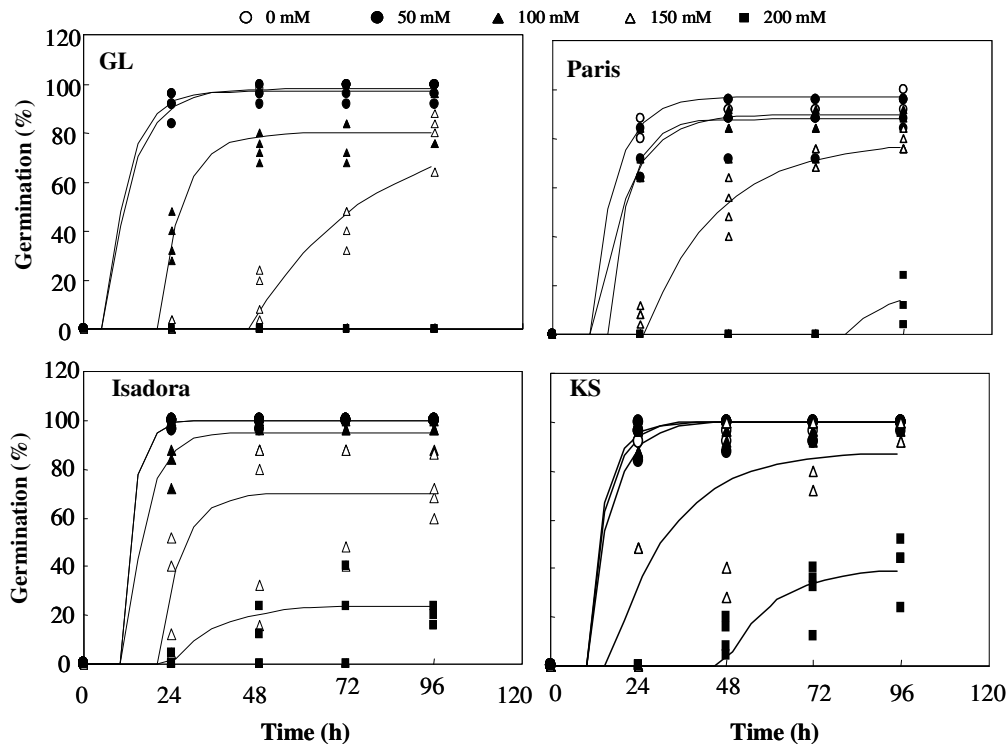 0 mM 50 mM 100 mM 150 mM 200 mM
120
100
80
60
40
20
0
Germination (%)
GL
Paris
120
100
80
60
40
20
0
Germination (%)
Isadora
KS
0 24 48 72 96 120
0 24 48 72 96 120
Time (h)
Time (h)